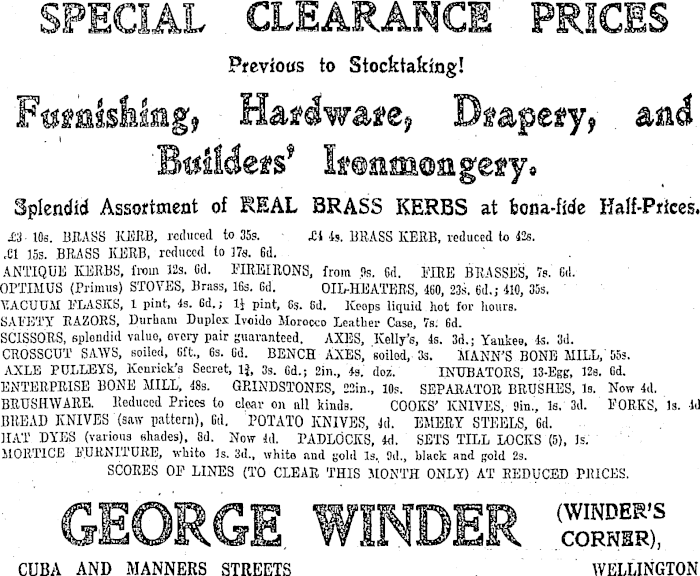 SPECIAL CLEARANCE PRICES
Previous to Stocktaking!
Furnishing, Hardware, Drapery, and
Builders' Ironmongery.
Splendid Assortment of REAL BRASS KERBS at bona-fide Half-Prices.
£3 10s. BRASS KERB, reduced to 35s. £4 4s. BRASS KERB, reduced to 42s.
£1 15s. BRASS KERB, reduced to 17s. 6d.
ANTIQUE KERBS, from 12s. 6d. FIREIRONS, from 9s. 6d. FIRE BRASSES, 7s. 6d.
OPTIMUS (Primus) STOVES, Brass, 16s. 6d. OIL-HEATERS, 460, 23s. 6d.; 410, 35s.
VACUUM FLASKS, 1 pint, 4s. 6d.; 1½ pint, 6s. 6d. Keeps liquid hot for hours.
SAFETY RAZORS, Durham Duplex Ivoido Morocco Leather Case, 7s. 6d.
SCISSORS, splendid value, every pair guaranteed. AXES, Kelly's, 4s. 3d.; Yankee, 4s. 3d.
CROSSCUT SAWS, soiled, 6ft., 6s. 6d. BENCH AXES, soiled, 3s. MANN'S BONE MILL, 55s.
AXLE PULLEYS, Kenrick's Secret, 1¾, 3s. 6d.; 2in., 4s. doz. INUBATORS, 13-Egg, 12s. 6d.
ENTERPRISE BONE MILL, 48s. GRINDSTONES, 22in., 10s. SEPARATOR BRUSHES, 1s. Now 4d.
BRUSHWARE. Reduced Prices to clear on all kinds. COOKS' KNIVES, 9in., 1s. 3d. FORKS, 1s. 4d
BREAD KNIVES (saw pattern), 6d. POTATO KNIVES, 4d. EMERY STEELS, 6d.
HAT DYES (various shades), 8d. Now 4d. PADLOCKS, 4d. SETS TILL LOCKS (5), 1s.
MORTICE FURNITURE, white 1s. 3d., white and gold 1s. 9d., black and gold 2s.
SCORES OF LINES (TO CLEAR THIS MONTH ONLY) AT REDUCED PRICES.
GEORGE WINDER (WINDER'S CORNER),
CUBA AND MANNERS STREETS WELLINGTON